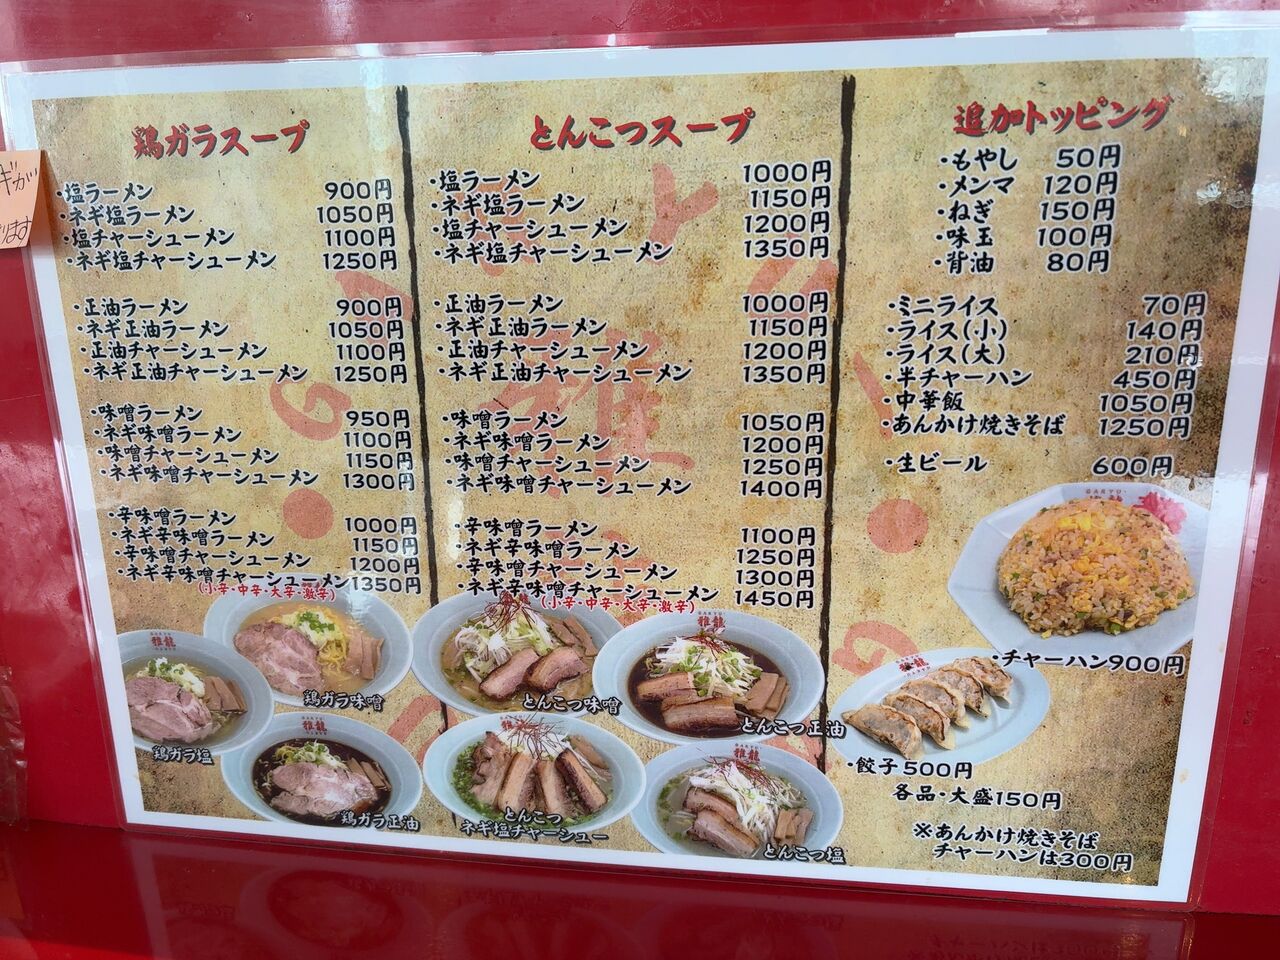 鶏ガラスープ
・塩ラーメン 900円
・ネギ塩ラーメン 1050円
・塩チャーシューメン 1100円
・ネギ塩チャーシューメン 1250円
・正油ラーメン 900円
・ネギ正油ラーメン 1050円
・正油チャーシューメン 1100円
・ネギ正油チャーシューメン 1250円
・味噌ラーメン 950円
・ネギ味噌ラーメン 1100円
・味噌チャーシューメン 1150円
・ネギ味噌チャーシューメン 1300円
・辛味噌ラーメン 1000円
・ネギ辛味噌ラーメン 1150円
・辛味噌チャーシューメン 1200円
・ネギ辛味噌チャーシューメン 1350円
(小辛・中辛・大辛・激辛)
鶏ガラ味噌
鶏ガラ塩
鶏ガラ正油
とんこつスープ
・塩ラーメン 1000円
・ネギ塩ラーメン 1150円
・塩チャーシューメン 1200円
・ネギ塩チャーシューメン 1350円
・正油ラーメン 1000円
・ネギ正油ラーメン 1150円
・正油チャーシューメン 1200円
・ネギ正油チャーシューメン 1350円
・味噌ラーメン 1050円
・ネギ味噌ラーメン 1200円
・味噌チャーシューメン 1250円
・ネギ味噌チャーシューメン 1400円
・辛味噌ラーメン 1100円
・ネギ辛味噌ラーメン 1250円
・辛味噌チャーシューメン 1300円
・ネギ辛味噌チャーシューメン 1450円
(小辛・中辛・大辛・激辛)
とんこつ味噌
とんこつ正油
とんこつ
ネギ塩チャーシュー
とんこつ塩
追加トッピング
・もやし 50円
・メンマ 120円
・ねぎ 150円
・味玉 100円
・背油 80円
・ミニライス 70円
・ライス(小) 140円
・ライス(大) 210円
・半チャーハン 450円
・中華飯 1050円
・あんかけ焼きそば 1250円
・生ビール 600円
・チャーハン900円
・餃子500円
各品・大盛150円
※あんかけ焼きそば
チャーハンは300円